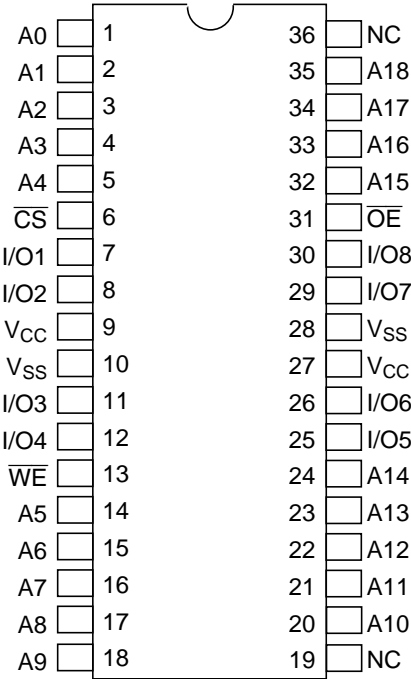 A0 1 36 NC
A1 2 35 A18
A2 3 34 A17
A3 4 33 A16
A4 5 32 A15
C̅S̅ 6 31 O̅E̅
I/O1 7 30 I/O8
I/O2 8 29 I/O7
VCC 9 28 VSS
VSS 10 27 VCC
I/O3 11 26 I/O6
I/O4 12 25 I/O5
W̅E̅ 13 24 A14
A5 14 23 A13
A6 15 22 A12
A7 16 21 A11
A8 17 20 A10
A9 18 19 NC